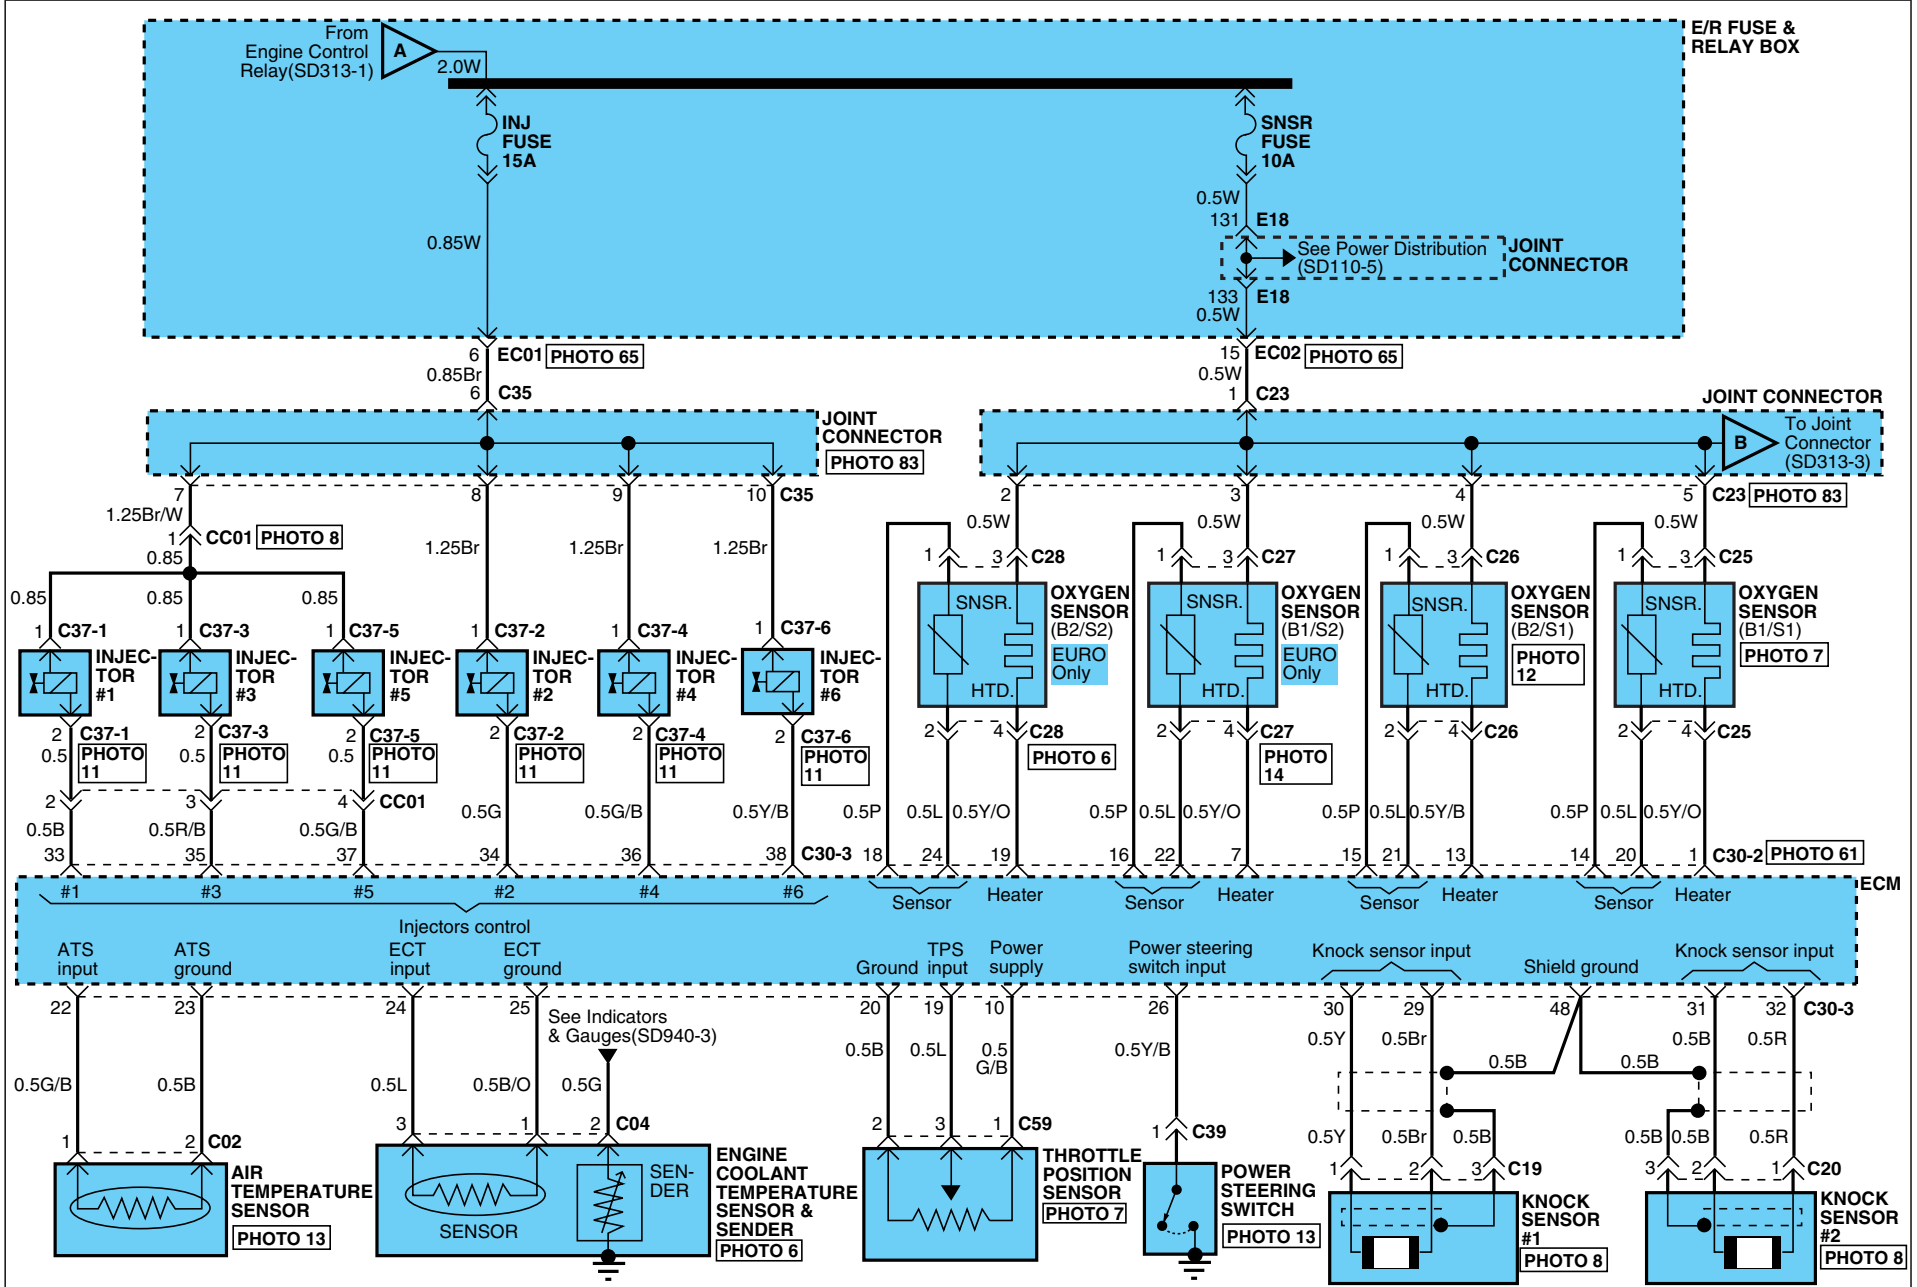 From
Engine Control
Relay(SD313-1)
A
2.0W
E/R FUSE &
RELAY BOX
INJ
FUSE
15A
SNSR
FUSE
10A
0.85W
0.5W
131 E18
See Power Distribution
(SD110-5)
JOINT
CONNECTOR
133 E18
0.5W
6 EC01 PHOTO 65
0.85Br
6 C35
15 EC02 PHOTO 65
0.5W
1 C23
JOINT
CONNECTOR
PHOTO 83
JOINT CONNECTOR
B
To Joint
Connector
(SD313-3)
7 8 9 10 C35
2 3 4 5 C23 PHOTO 83
1.25Br/W
1 CC01 PHOTO 8
0.85
1.25Br 1.25Br 1.25Br
0.5W 0.5W 0.5W 0.5W
1 3 C28 1 3 C27 1 3 C26 1 3 C25
0.85 0.85 0.85
1 C37-1 1 C37-3 1 C37-5 1 C37-2 1 C37-4 1 C37-6
INJEC-
TOR
#1
INJEC-
TOR
#3
INJEC-
TOR
#5
INJEC-
TOR
#2
INJEC-
TOR
#4
INJEC-
TOR
#6
SNSR.
HTD.
OXYGEN
SENSOR
(B2/S2)
EURO
Only
SNSR.
HTD.
OXYGEN
SENSOR
(B1/S2)
EURO
Only
SNSR.
HTD.
OXYGEN
SENSOR
(B2/S1)
PHOTO
12
SNSR.
HTD.
OXYGEN
SENSOR
(B1/S1)
PHOTO 7
2 C37-1
0.5 PHOTO
11
2 C37-3
0.5 PHOTO
11
2 C37-5
0.5 PHOTO
11
2 C37-2
PHOTO
11
2 C37-4
PHOTO
11
2 C37-6
PHOTO
11
2 4 C28
PHOTO 6
2 4 C27
PHOTO
14
2 4 C26
2 4 C25
2 3 4 CC01
0.5B 0.5R/B 0.5G/B 0.5G 0.5G/B 0.5Y/B
0.5P 0.5L 0.5Y/O 0.5P 0.5L 0.5Y/O 0.5P 0.5L 0.5Y/B 0.5P 0.5L 0.5Y/O
33 35 37 34 36 38 C30-3
18 24 19 16 22 7 15 21 13 14 20 1 C30-2 PHOTO 61
ECM
#1 #3 #5 #2 #4 #6
Injectors control
Sensor Heater Sensor Heater Sensor Heater Sensor Heater
ATS
input
ATS
ground
ECT
input
ECT
ground
Ground
TPS
input
Power
supply
Power steering
switch input
Knock sensor input
Shield ground
Knock sensor input
22 23 24 25 20 19 10 26 30 29 48 31 32 C30-3
See Indicators
& Gauges(SD940-3)
0.5G/B 0.5B 0.5L 0.5B/O 0.5G
0.5B 0.5L 0.5
G/B
0.5Y/B
0.5Y 0.5Br 0.5B 0.5B 0.5B 0.5R
1 2 C02
3 1 2 C04
2 3 1 C59
1 C39
0.5Y 0.5Br 0.5B
1 2 3 C19
0.5B 0.5B 0.5R
3 2 1 C20
AIR
TEMPERATURE
SENSOR
PHOTO 13
SENSOR
SEN-
DER
ENGINE
COOLANT
TEMPERATURE
SENSOR &
SENDER
PHOTO 6
THROTTLE
POSITION
SENSOR
PHOTO 7
POWER
STEERING
SWITCH
PHOTO 13
KNOCK
SENSOR
#1
PHOTO 8
KNOCK
SENSOR
#2
PHOTO 8